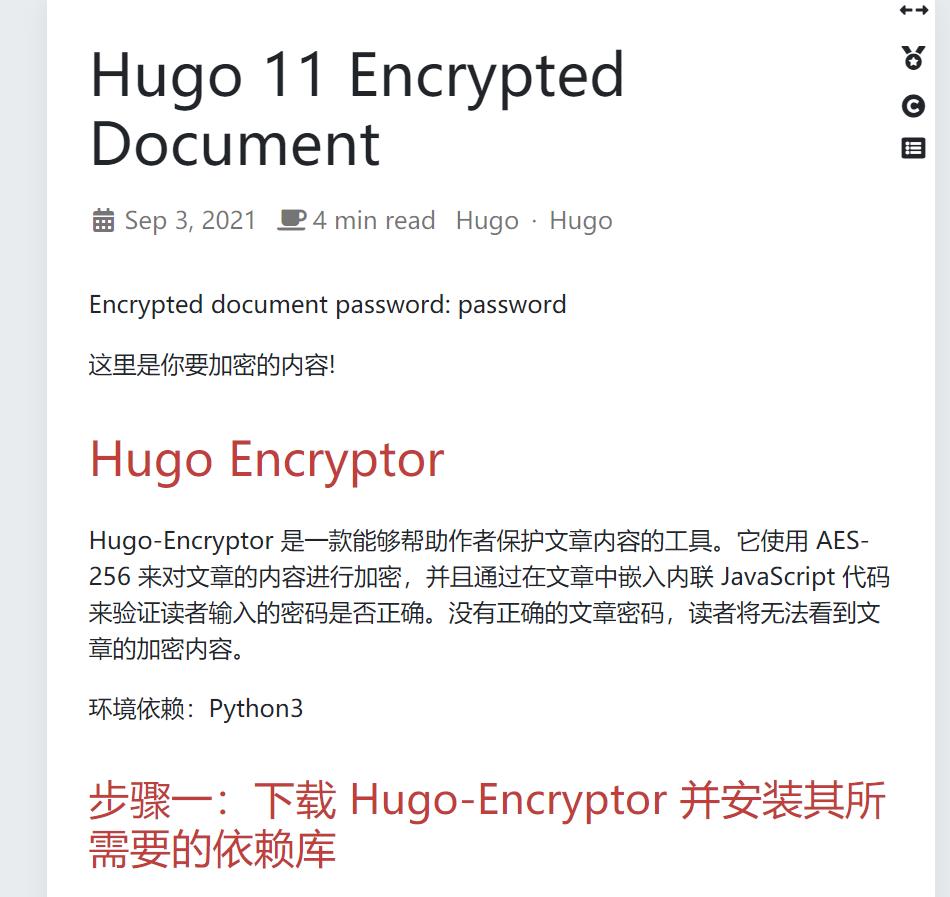 Hugo 11 Encrypted
Document
Sep 3, 2021 4 min read Hugo · Hugo
Encrypted document password: password
这里是你要加密的内容!
Hugo Encryptor
Hugo-Encryptor 是一款能够帮助作者保护文章内容的工具。它使用 AES-
256 来对文章的内容进行加密，并且通过在文章中嵌入内联 JavaScript 代码
来验证读者输入的密码是否正确。没有正确的文章密码，读者将无法看到文
章的加密内容。
环境依赖：Python3
步骤一：下载 Hugo-Encryptor 并安装其所
需要的依赖库